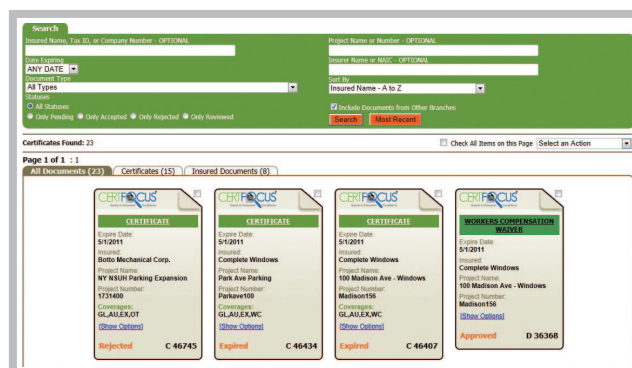 Search
Insured Name, Tax ID, or Company Number - OPTIONAL
Project Name or Number - OPTIONAL
Date Expiring
Insurer Name or NAIC - OPTIONAL
ANY DATE
Document Type
Sort By
All Types
Insured Name - A to Z
Statuses
All Statuses
Include Documents from Other Branches
Only Pending Only Accepted Only Rejected Only Reviewed
Search Most Recent
Certificates Found: 23
Check All Items on this Page Select an Action
Page 1 of 1 : 1
All Documents (23) Certificates (15) Insured Documents (8)
CERTFOCUS
CERTIFICATE
Expire Date:
5/1/2011
Insured:
Botto Mechanical Corp.
Project Name:
NY NSUH Parking Expansion
Project Number:
1731400
Coverages:
GL,AU,EX,OT
[Show Options]
Rejected C 46745
CERTFOCUS
CERTIFICATE
Expire Date:
5/1/2011
Insured:
Complete Windows
Project Name:
Park Ave Parking
Project Number:
Parkave100
Coverages:
GL,AU,EX,WC
[Show Options]
Expired C 46434
CERTFOCUS
CERTIFICATE
Expire Date:
5/1/2011
Insured:
Complete Windows
Project Name:
100 Madison Ave - Windows
Project Number:
Madison156
Coverages:
GL,AU,EX,WC
[Show Options]
Expired C 46407
CERTFOCUS
WORKERS COMPENSATION
WAIVER
Expire Date:
5/1/2011
Insured:
Complete Windows
Project Name:
100 Madison Ave - Windows
Project Number:
Madison156
[Show Options]
Approved D 36368